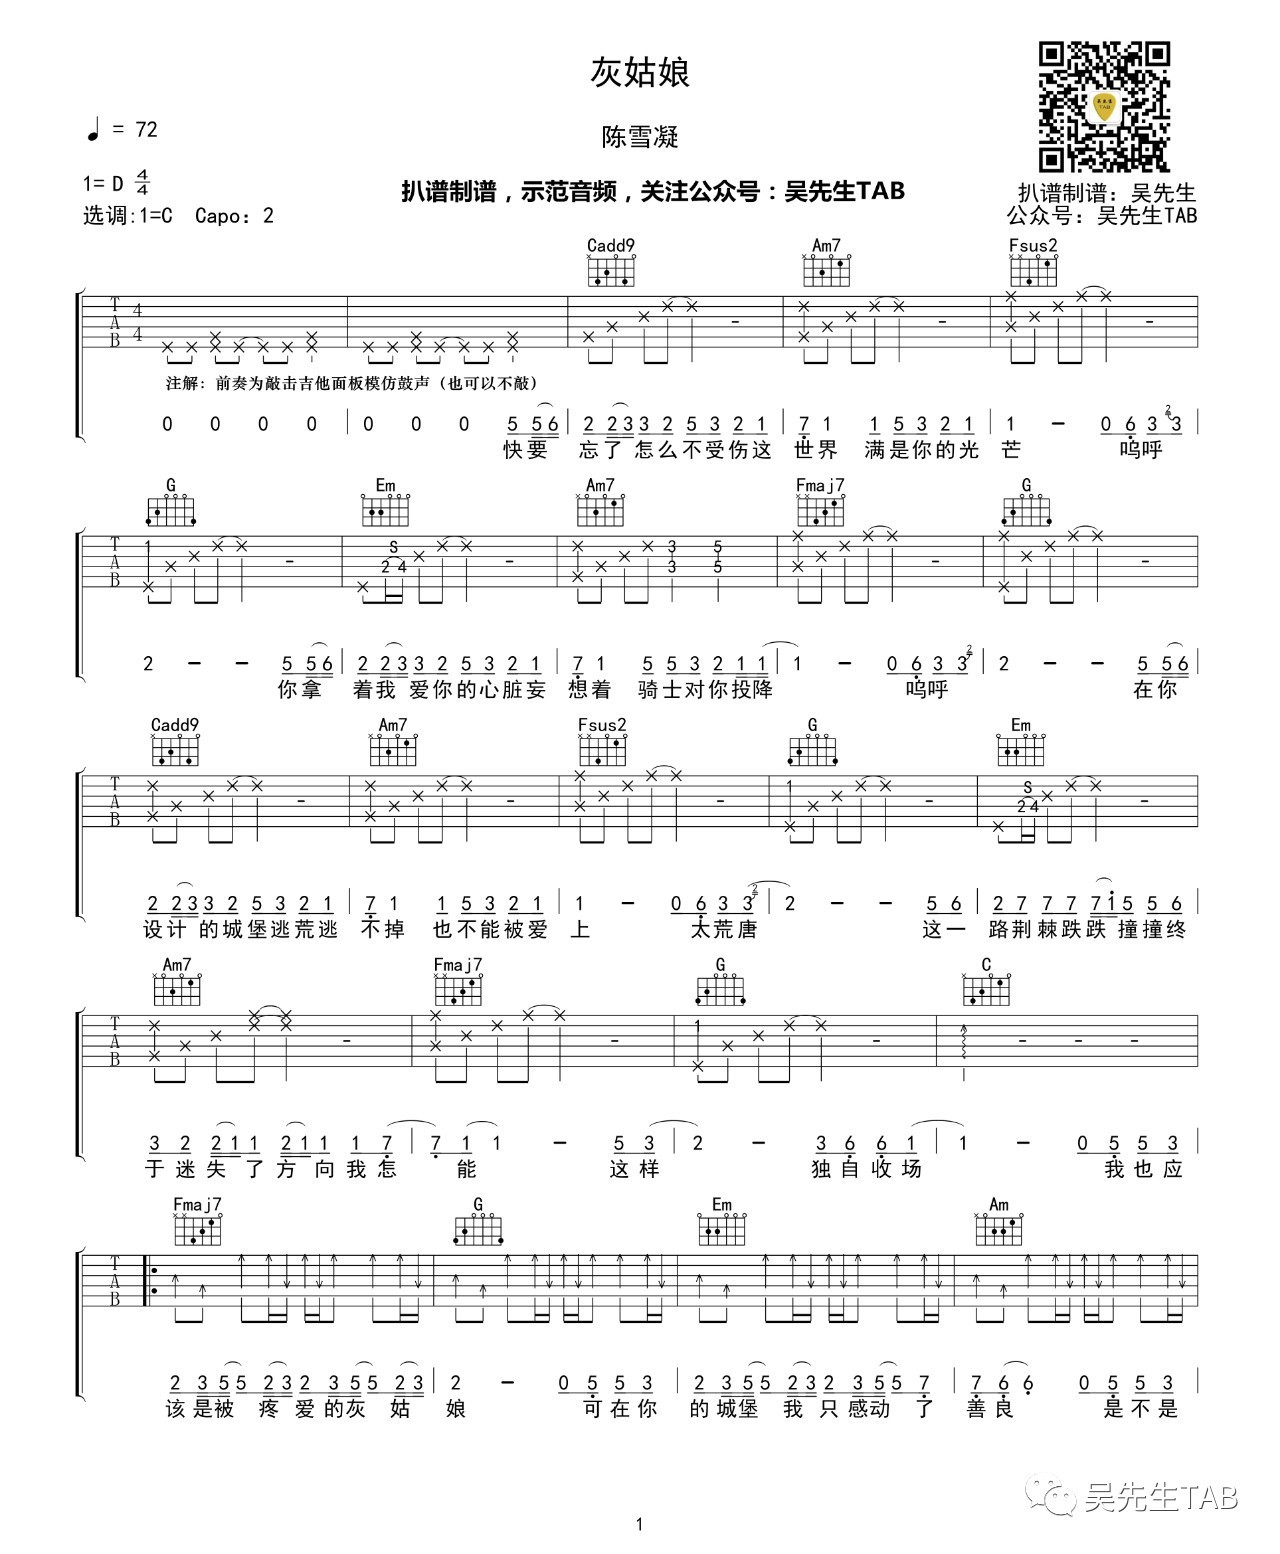 灰姑娘
♩ = 72
陈雪凝
1= D 4/4
扒谱制谱，示范音频，关注公众号：吴先生TAB
扒谱制谱：吴先生
选调:1=C Capo：2
公众号：吴先生TAB
Cadd9 Am7 Fsus2
T A B 4 4
注解：前奏为敲击吉他面板模仿鼓声（也可以不敲）
0 0 0 0 0 0 0 5 5 6 2 2 3 3 2 5 3 2 1 7 1 1 5 3 2 1 1 - 0 6 3 3 2
快要 忘了 怎么不受伤这 世界 满是你的光 芒 呜呼
G Em Am7 Fmaj7 G
T A B 1 S 2 4 3 3 5 5
2 - - 5 5 6 2 2 3 3 2 5 3 2 1 7 1 5 5 3 2 1 1 1 - 0 6 3 3 2 2 - - 5 5 6
你拿 着我 爱你的心脏妄 想着 骑士对你投降 呜呼 在你
Cadd9 Am7 Fsus2 G Em
T A B 1 S 2 4
2 2 3 3 2 5 3 2 1 7 1 1 5 3 2 1 1 - 0 6 3 3 2 2 - - 5 6 2 7 7 7 7 1 5 5 6
设计 的城堡逃荒逃 不掉 也不能被爱 上 太荒唐 这一 路荆棘跌跌 撞撞终
Am7 Fmaj7 G C
T A B 1
3 2 2 1 1 2 1 1 1 7 7 1 1 - 5 3 2 - 3 6 6 1 1 - 0 5 5 3
于迷失了方向我怎 能 这样 独自收场 我也应
Fmaj7 G Em Am
T A B
2 3 5 5 2 3 2 3 5 5 2 3 2 - 0 5 5 3 2 3 5 5 2 3 2 3 5 5 7 7 6 6 0 5 5 3
该是被 疼 爱的灰 姑 娘 可在你 的城堡 我 只感动 了 善良 是不是
吴先生TAB
1